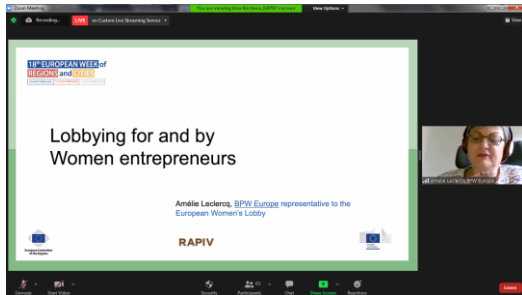 Zoom Meeting
You are viewing Irina Bircheva_RAPIV's screen
View Options
Recording...
LIVE on Custom Live Streaming Service
View
18th EUROPEAN WEEK of
REGIONS and CITIES
Lobbying for and by
Women entrepreneurs
Amélie Leclercq, BPW Europe representative to the
European Women's Lobby
RAPIV
European Committee
of the Regions
Amélie Leclercq, BPW Europe
Unmute
Start Video
Security
Participants
Chat
Share Screen
Reactions
Leave